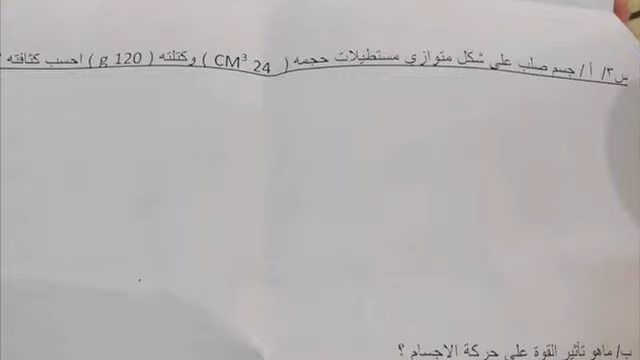 س٣/ أ / جسم صلب على شكل متوازي مستطيلات حجمه ( 24 CM³ ) وكتلته ( 120 g ) احسب كثافته ؟
ب/ ماهو تأثير القوة على حركة الاجسام ؟